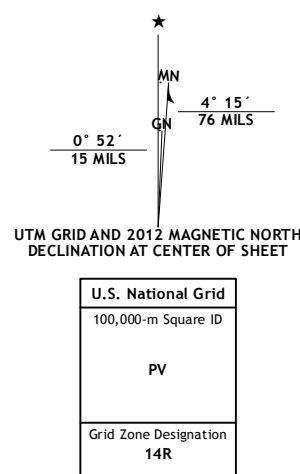 MN
4° 15´
76 MILS
GN
0° 52´
15 MILS
UTM GRID AND 2012 MAGNETIC NORTH
DECLINATION AT CENTER OF SHEET
U.S. National Grid
100,000-m Square ID
PV
Grid Zone Designation
14R